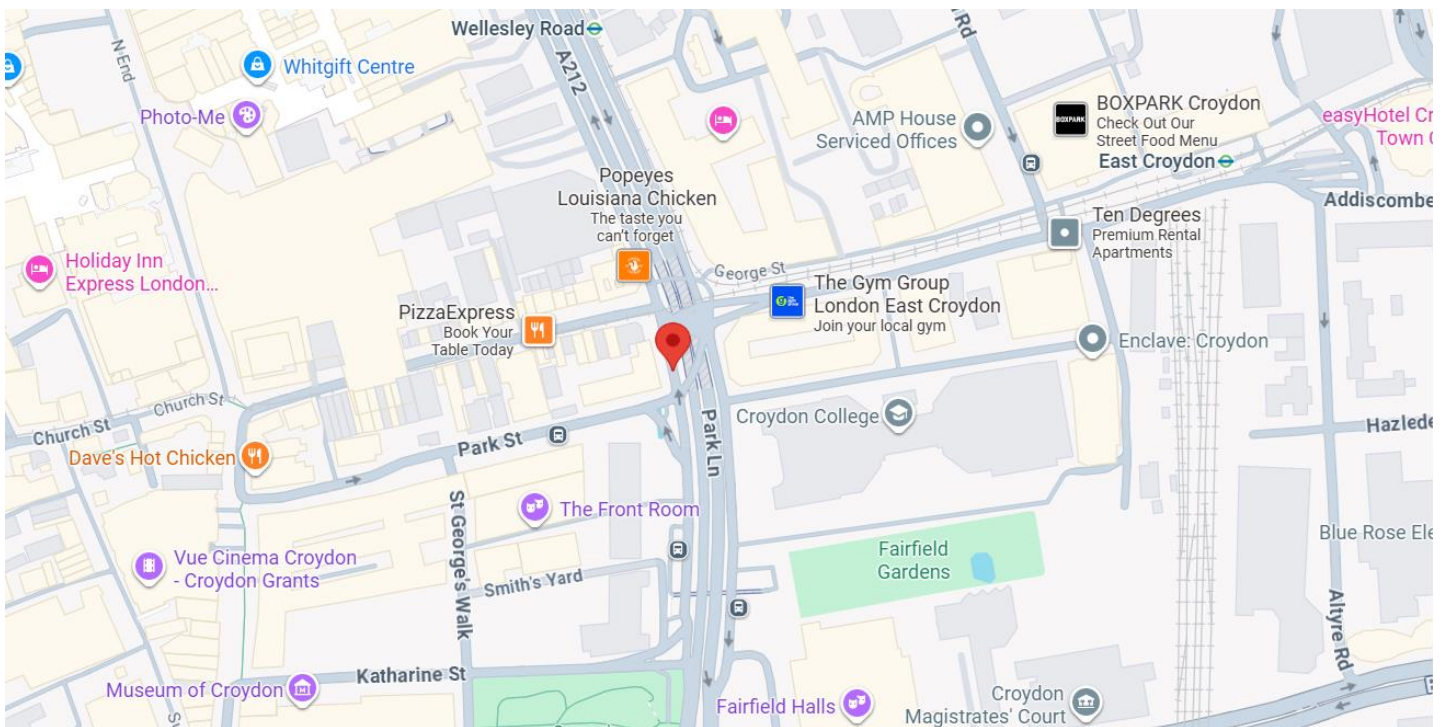 Wellesley Road
N End
A212
Whitgift Centre
Photo-Me
AMP House
Serviced Offices
BOXPARK
BOXPARK Croydon
Check Out Our
Street Food Menu
East Croydon
easyHotel Cr
Town C
Rd
Popeyes
Louisiana Chicken
The taste you
can't forget
Addiscombe
Ten Degrees
Premium Rental
Apartments
Holiday Inn
Express London...
George St
The Gym Group
London East Croydon
Join your local gym
PizzaExpress
Book Your
Table Today
Enclave: Croydon
Church St
Church St
Croydon College
Park Ln
Park St
Hazlede
Dave's Hot Chicken
The Front Room
St George's Walk
Blue Rose Ele
Fairfield
Gardens
Vue Cinema Croydon
- Croydon Grants
Smith's Yard
Altyre Rd
Katharine St
Museum of Croydon
Fairfield Halls
Croydon
Magistrates' Court